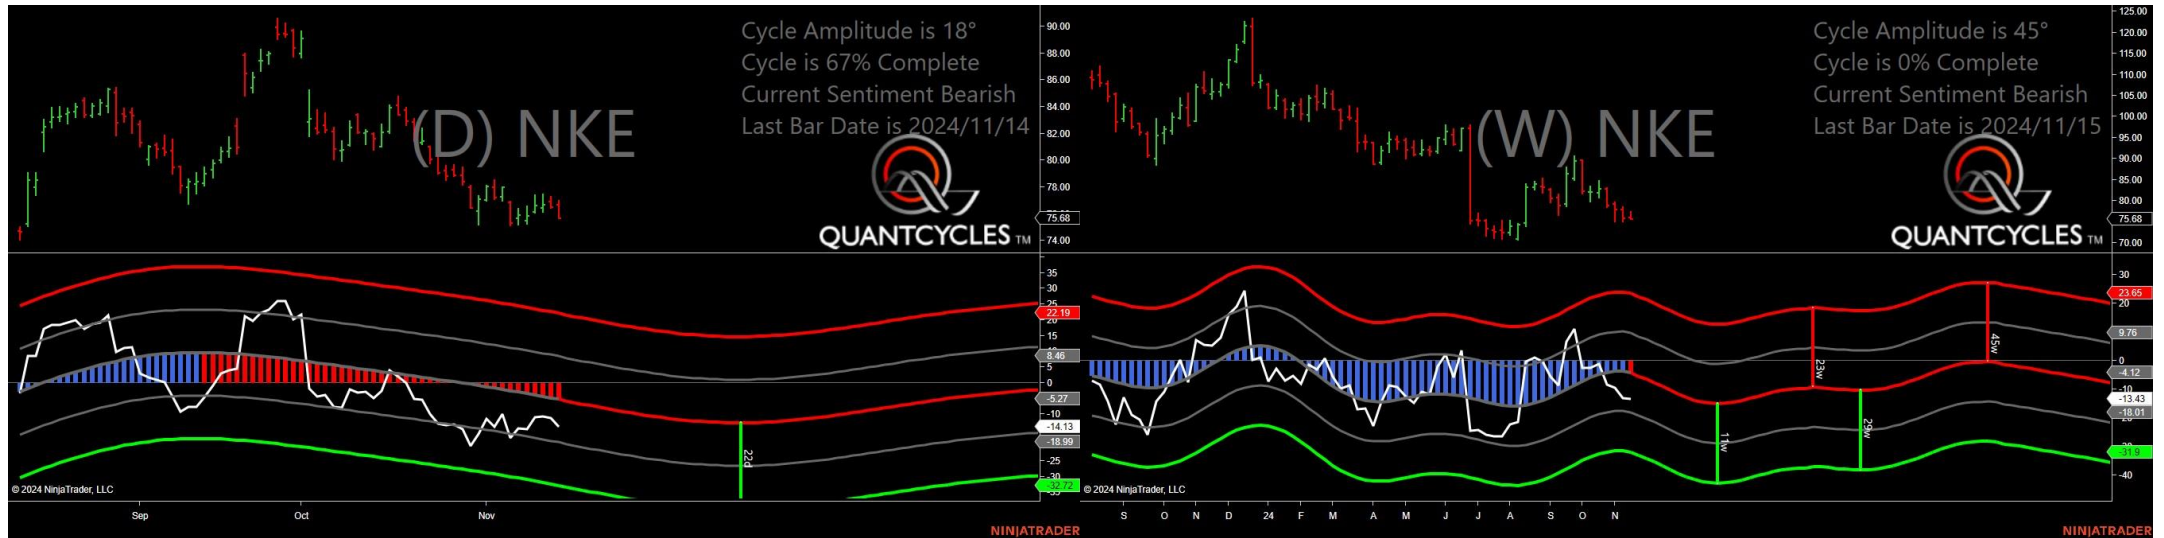 Cycle Amplitude is 18°
Cycle is 67% Complete
Current Sentiment Bearish
Last Bar Date is 2024/11/14
(D) NKE
QUANTCYCLES TM
90.00
88.00
86.00
84.00
82.00
80.00
78.00
75.68
74.00
35
30
25
22.19
20
15
8.46
5
0
-5.27
-10
-14.13
-18.99
-25
-32.72
22d
© 2024 NinjaTrader, LLC
Sep Oct Nov
NINJATRADER
Cycle Amplitude is 45°
Cycle is 0% Complete
Current Sentiment Bearish
Last Bar Date is 2024/11/15
(W) NKE
QUANTCYCLES TM
125.00
120.00
115.00
110.00
105.00
100.00
95.00
90.00
85.00
80.00
75.68
70.00
30
23.65
20
9.76
0
-4.12
-10
-13.43
-18.01
-31.9
-40
11w
23w
29w
45w
© 2024 NinjaTrader, LLC
S O N D 24 F M A M J J A S O N
NINJATRADER